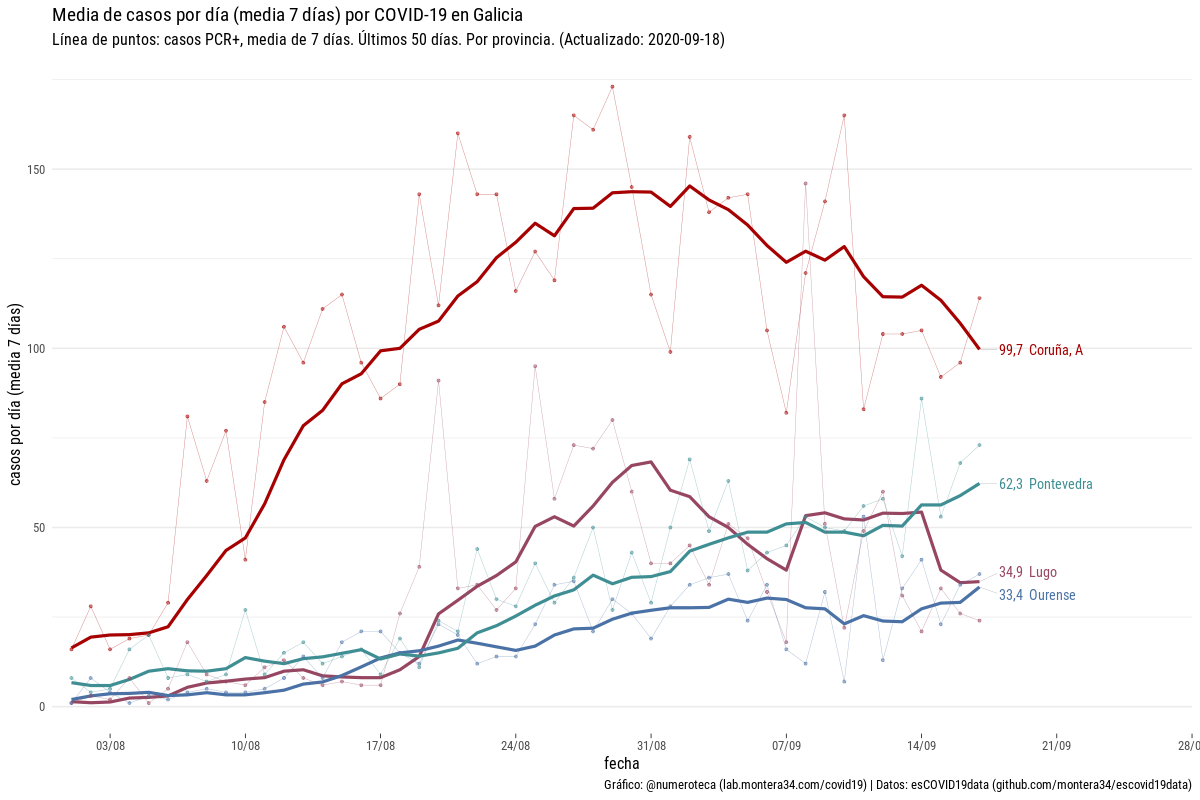 Media de casos por día (media 7 días) por COVID-19 en Galicia
Línea de puntos: casos PCR+, media de 7 días. Últimos 50 días. Por provincia. (Actualizado: 2020-09-18)
casos por día (media 7 días)
150
100
50
0
99,7 Coruña, A
62,3 Pontevedra
34,9 Lugo
33,4 Ourense
03/08
10/08
17/08
24/08
31/08
07/09
14/09
21/09
28/0
fecha
Gráfico: @numeroteca (lab.montera34.com/covid19) | Datos: esCOVID19data (github.com/montera34/escovid19data)